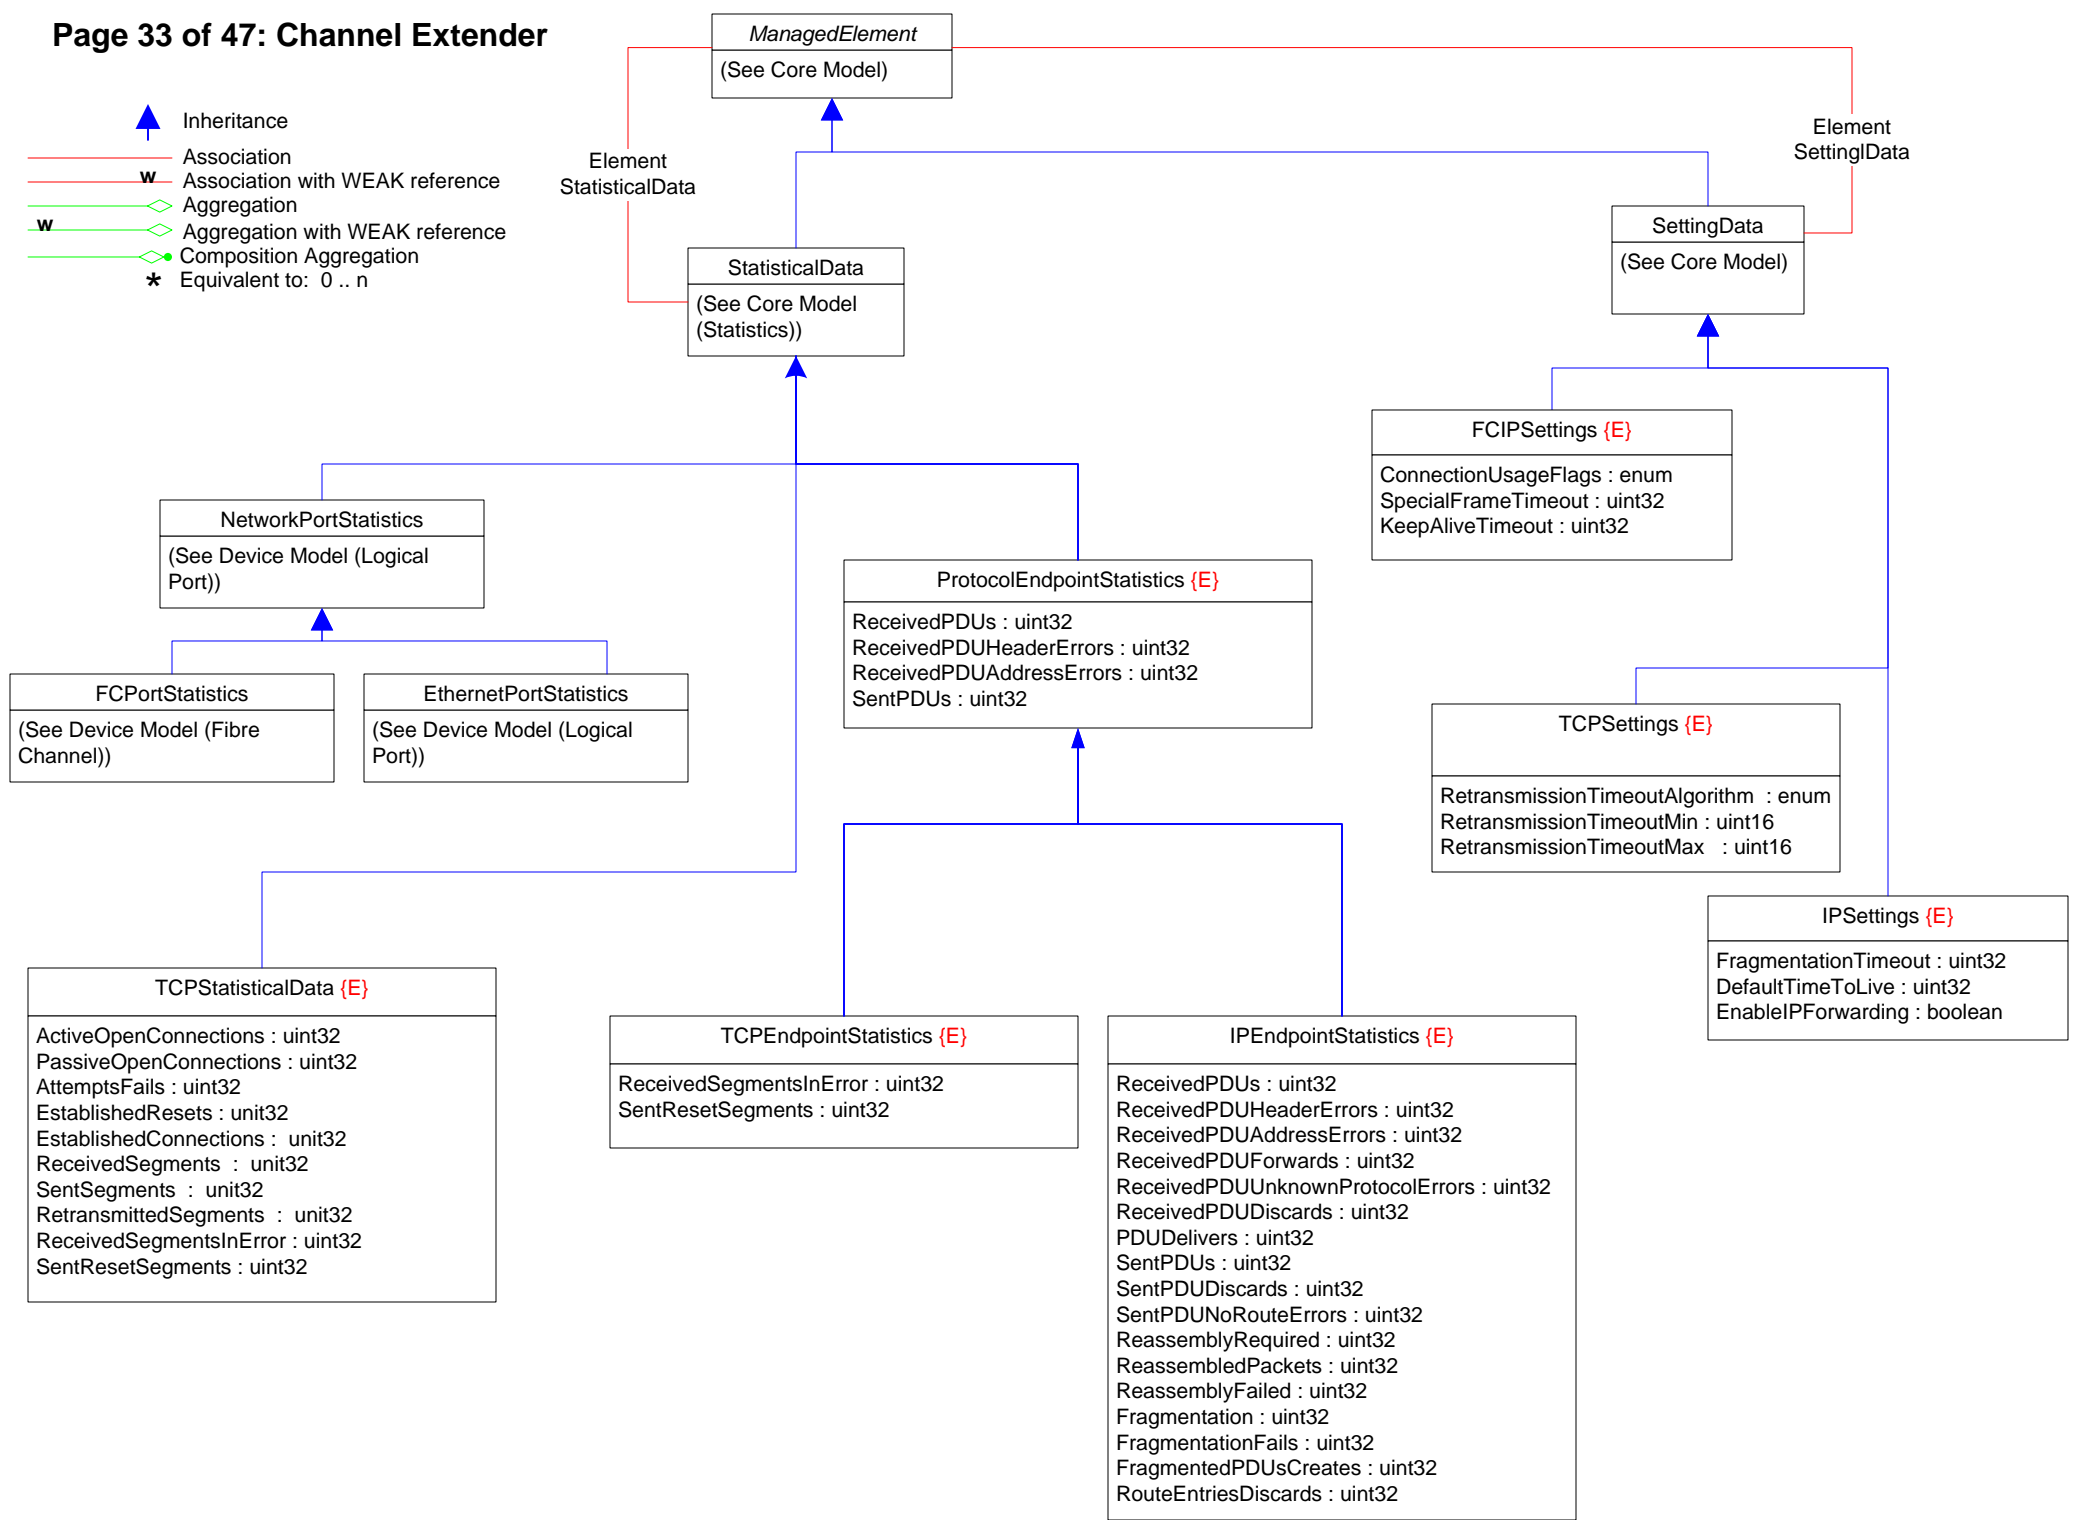 Page 33 of 47: Channel Extender
Inheritance
Association
w
Association with WEAK reference
Aggregation
w
Aggregation with WEAK reference
Composition Aggregation
* Equivalent to: 0 .. n
ManagedElement
(See Core Model)
Element
StatisticalData
Element
SettinglData
StatisticalData
(See Core Model
(Statistics))
SettingData
(See Core Model)
NetworkPortStatistics
(See Device Model (Logical
Port))
FCPortStatistics
(See Device Model (Fibre
Channel))
EthernetPortStatistics
(See Device Model (Logical
Port))
ProtocolEndpointStatistics {E}
ReceivedPDUs : uint32
ReceivedPDUHeaderErrors : uint32
ReceivedPDUAddressErrors : uint32
SentPDUs : uint32
FCIPSettings {E}
ConnectionUsageFlags : enum
SpecialFrameTimeout : uint32
KeepAliveTimeout : uint32
TCPSettings {E}
RetransmissionTimeoutAlgorithm : enum
RetransmissionTimeoutMin : uint16
RetransmissionTimeoutMax : uint16
IPSettings {E}
FragmentationTimeout : uint32
DefaultTimeToLive : uint32
EnableIPForwarding : boolean
TCPStatisticalData {E}
ActiveOpenConnections : uint32
PassiveOpenConnections : uint32
AttemptsFails : uint32
EstablishedResets : unit32
EstablishedConnections : unit32
ReceivedSegments : unit32
SentSegments : unit32
RetransmittedSegments : unit32
ReceivedSegmentsInError : uint32
SentResetSegments : uint32
TCPEndpointStatistics {E}
ReceivedSegmentsInError : uint32
SentResetSegments : uint32
IPEndpointStatistics {E}
ReceivedPDUs : uint32
ReceivedPDUHeaderErrors : uint32
ReceivedPDUAddressErrors : uint32
ReceivedPDUForwards : uint32
ReceivedPDUUnknownProtocolErrors : uint32
ReceivedPDUDiscards : uint32
PDUDelivers : uint32
SentPDUs : uint32
SentPDUDiscards : uint32
SentPDUNoRouteErrors : uint32
ReassemblyRequired : uint32
ReassembledPackets : uint32
ReassemblyFailed : uint32
Fragmentation : uint32
FragmentationFails : uint32
FragmentedPDUsCreates : uint32
RouteEntriesDiscards : uint32